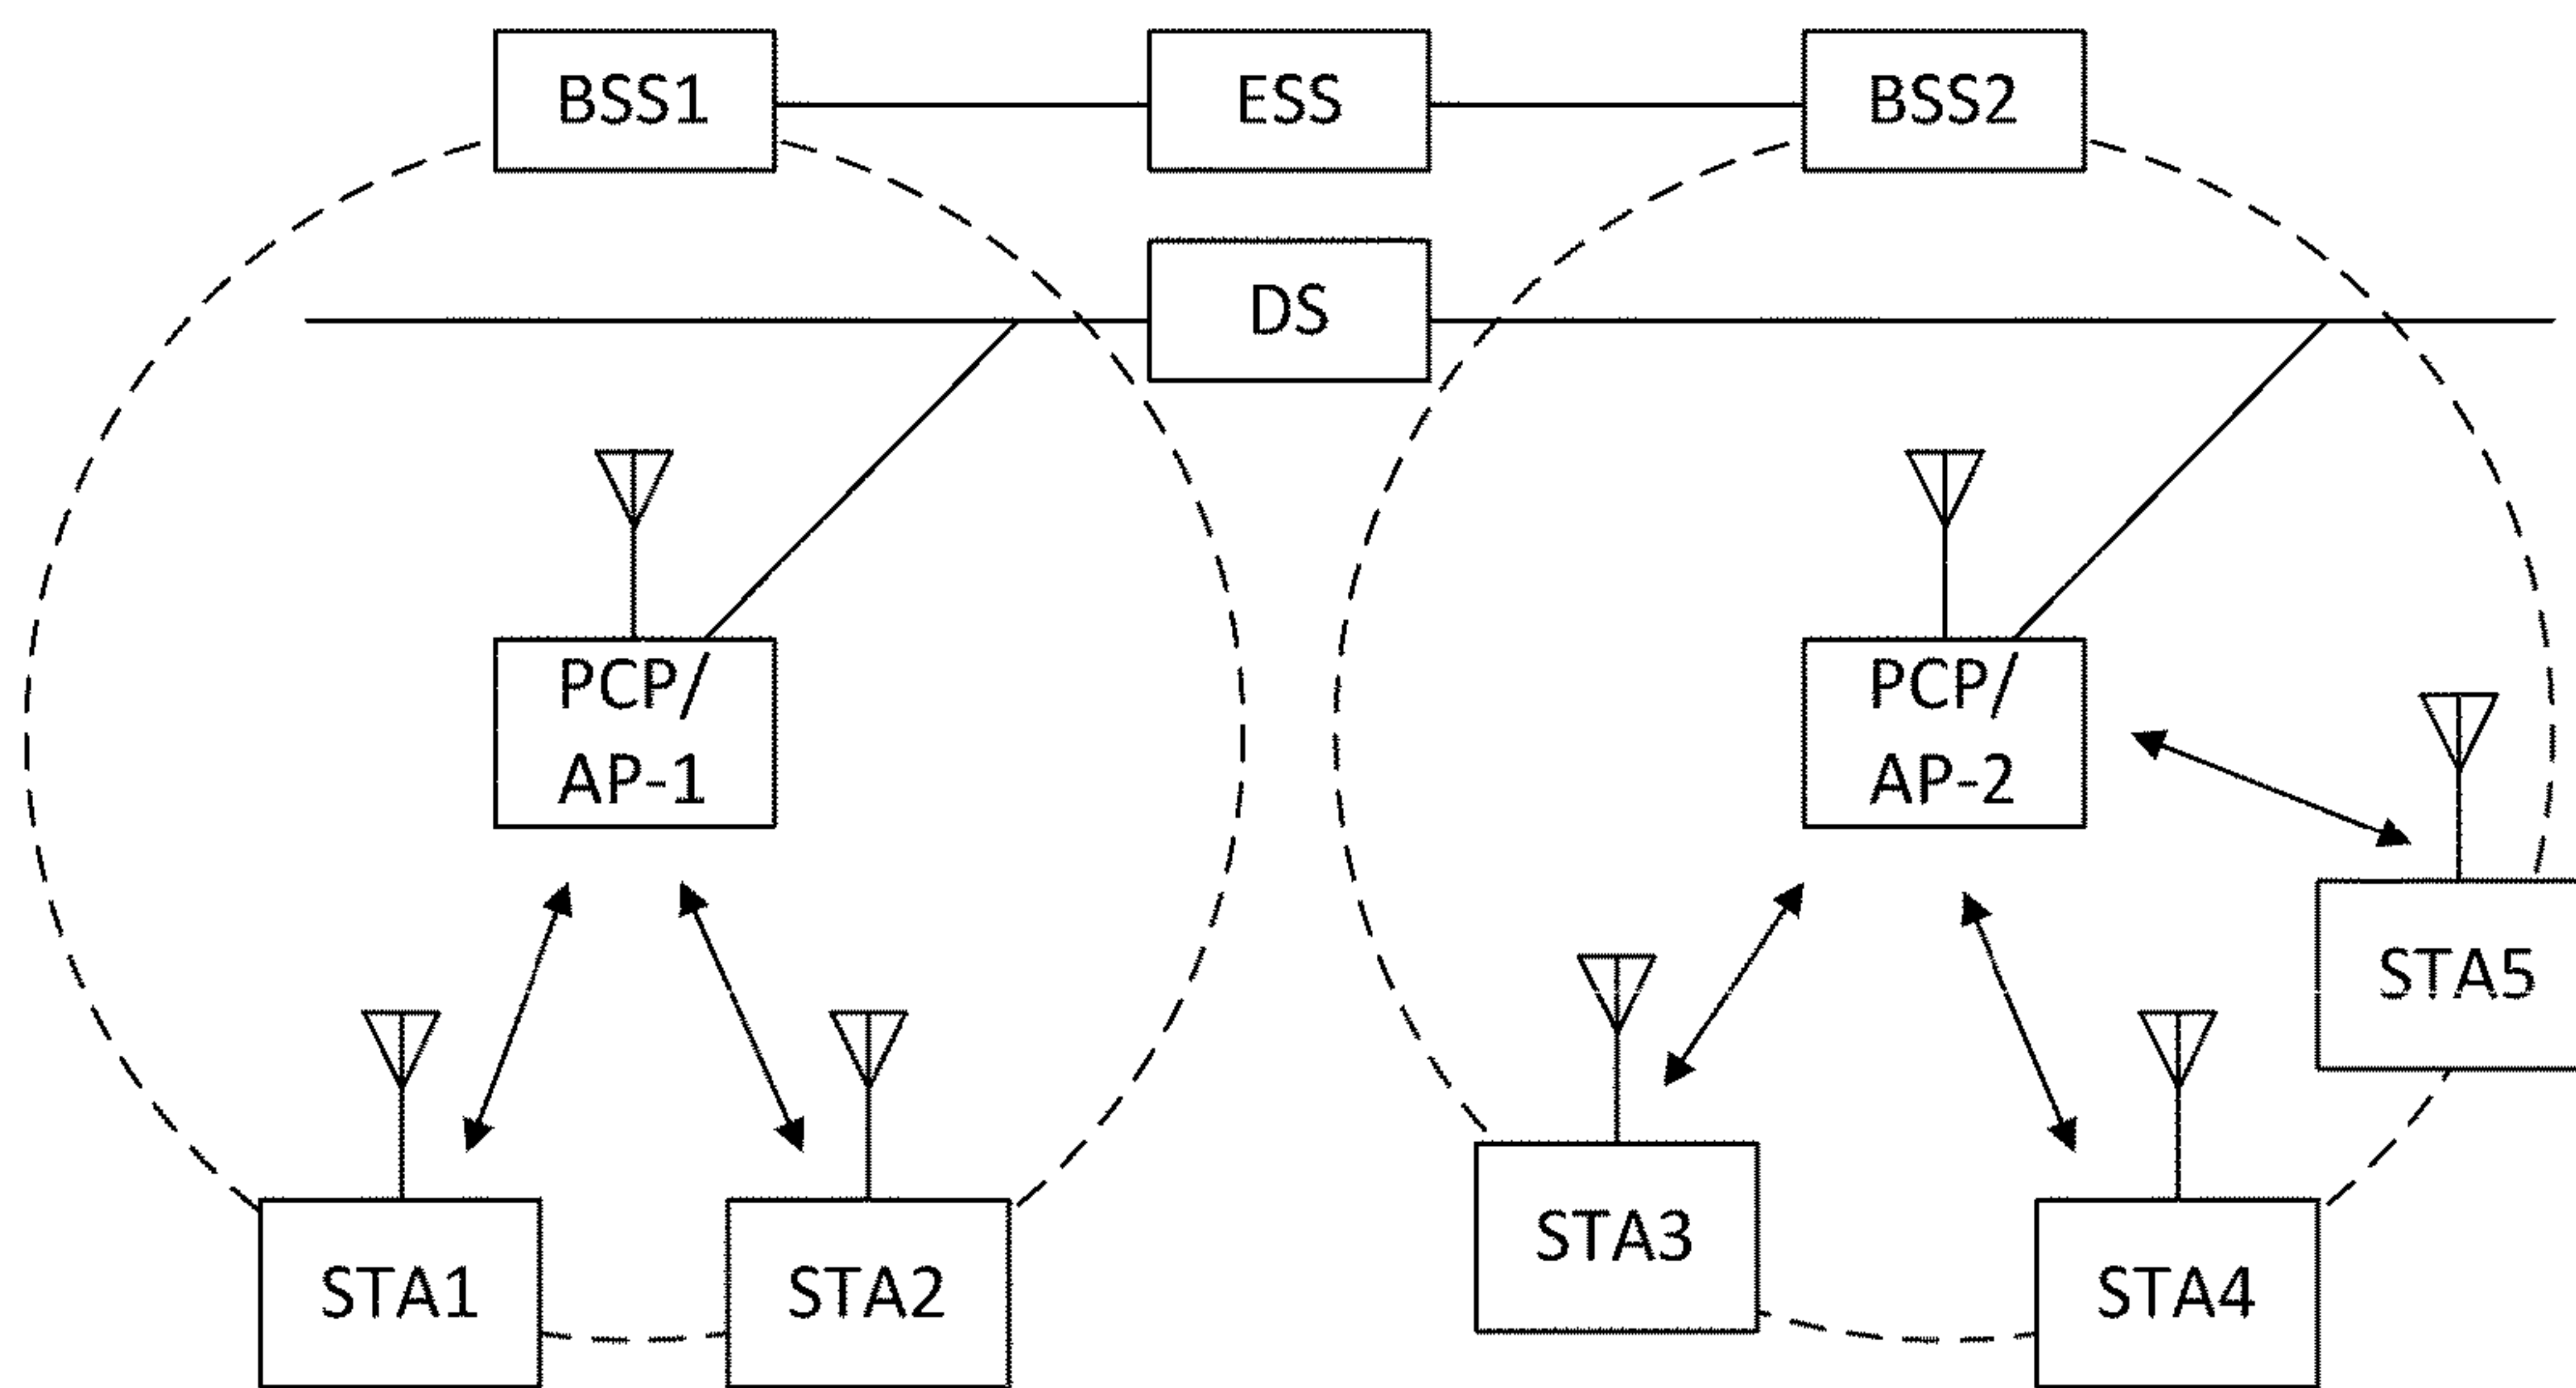 BSS1
ESS
BSS2
DS
PCP/
AP-1
PCP/
AP-2
STA5
STA3
STA1
STA2
STA4